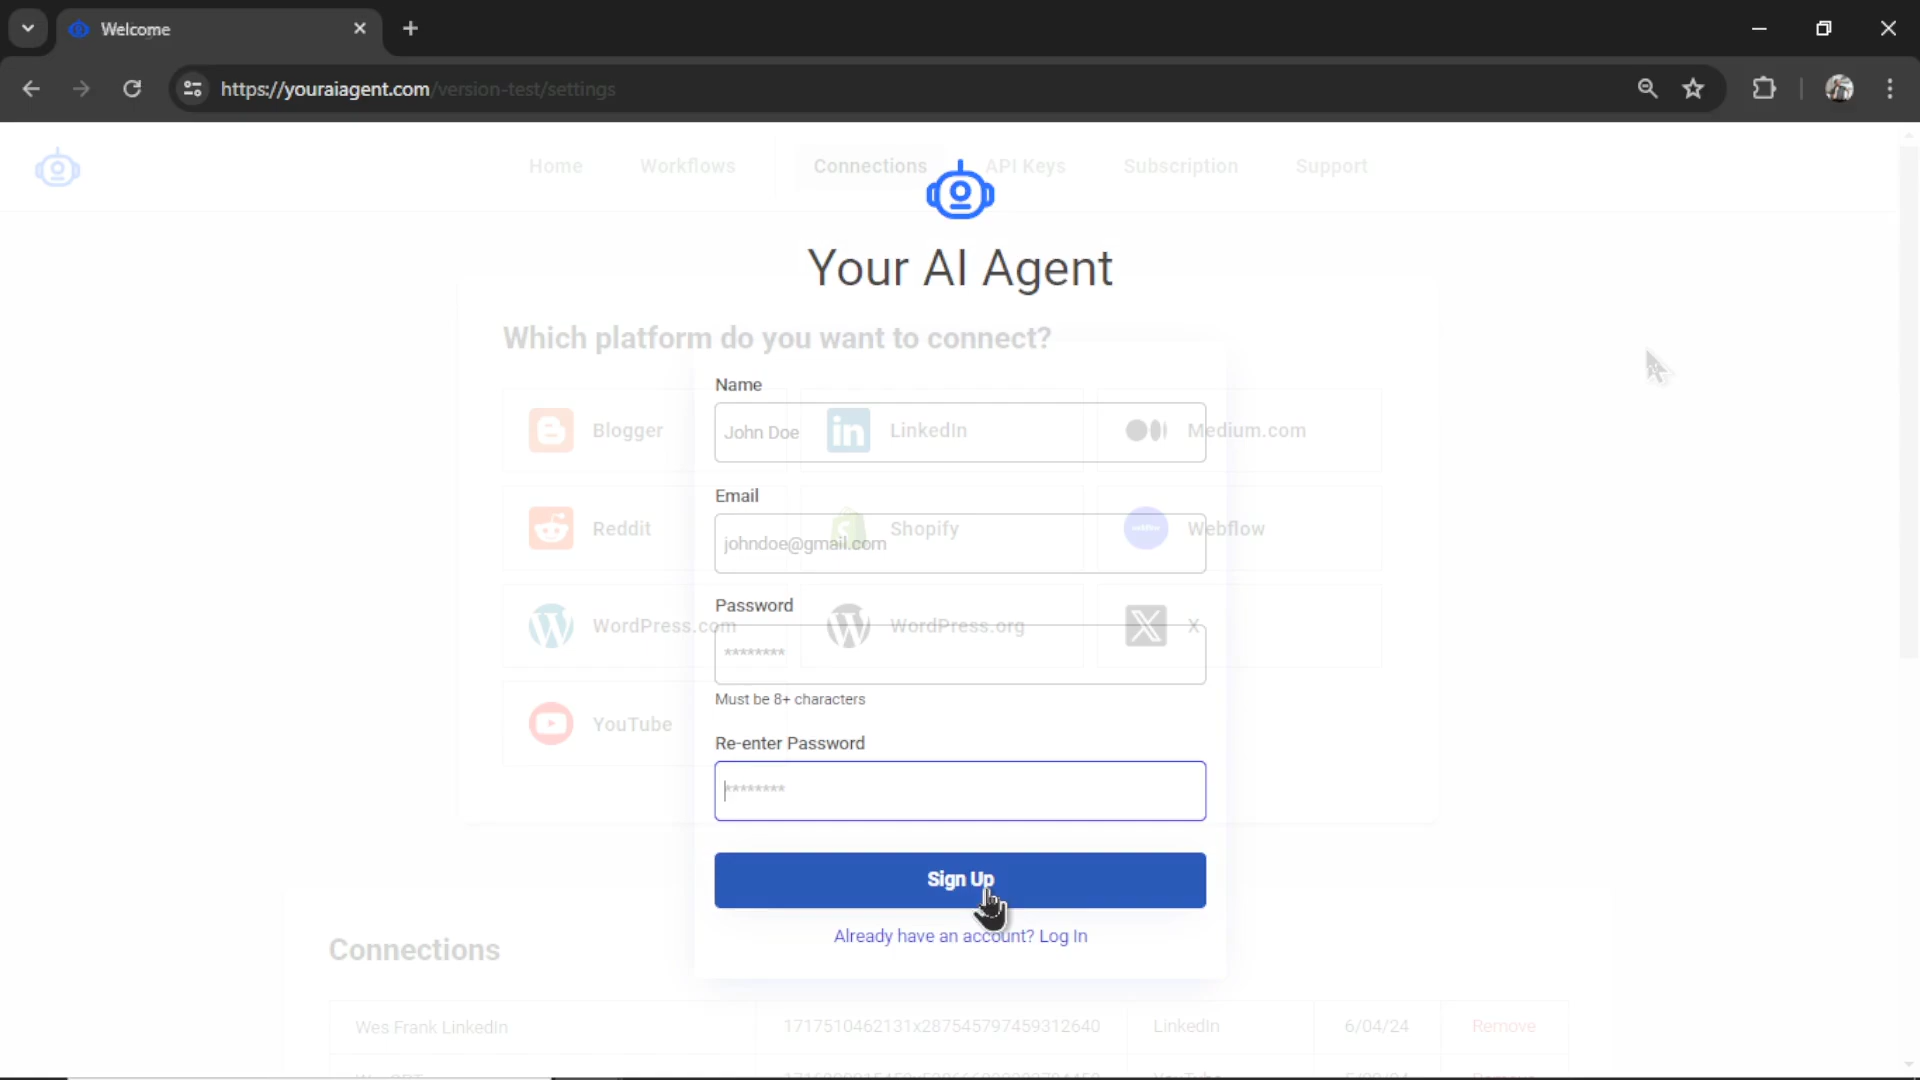 Welcome
https://youraiagent.com/version-test/settings
Home Workflows Connections API Keys Subscription Support
Your AI Agent
Which platform do you want to connect?
Name
John Doe
Blogger LinkedIn Medium.com
Email
johndoe@gmail.com
Reddit Shopify Webflow
Password
********
WordPress.com WordPress.org X
Must be 8+ characters
YouTube
Re-enter Password
********
Sign Up
Already have an account? Log In
Connections
Wes Frank LinkedIn 1717510462131x287545797459312640 LinkedIn 6/04/24 Remove